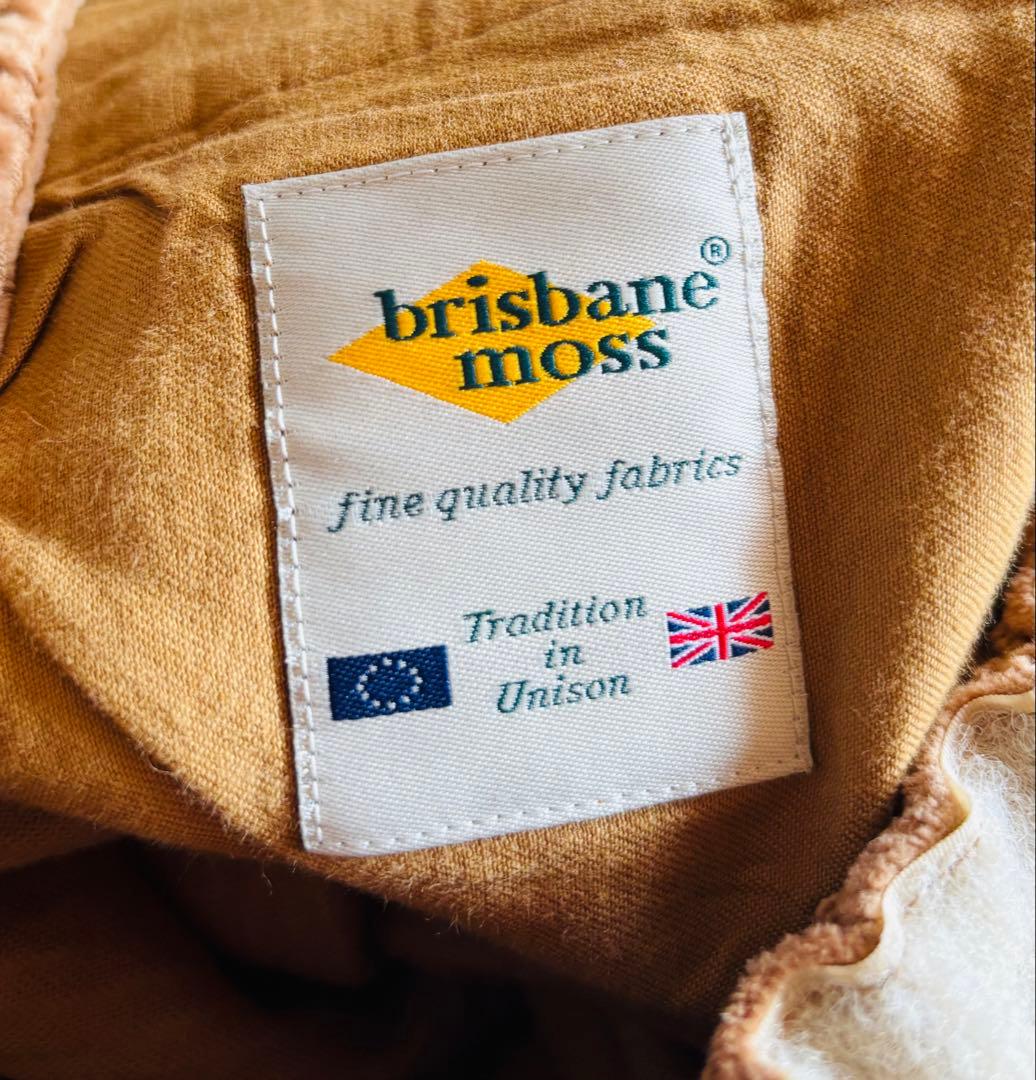 brisbane®
moss
fine quality fabrics
Tradition
in
Unison